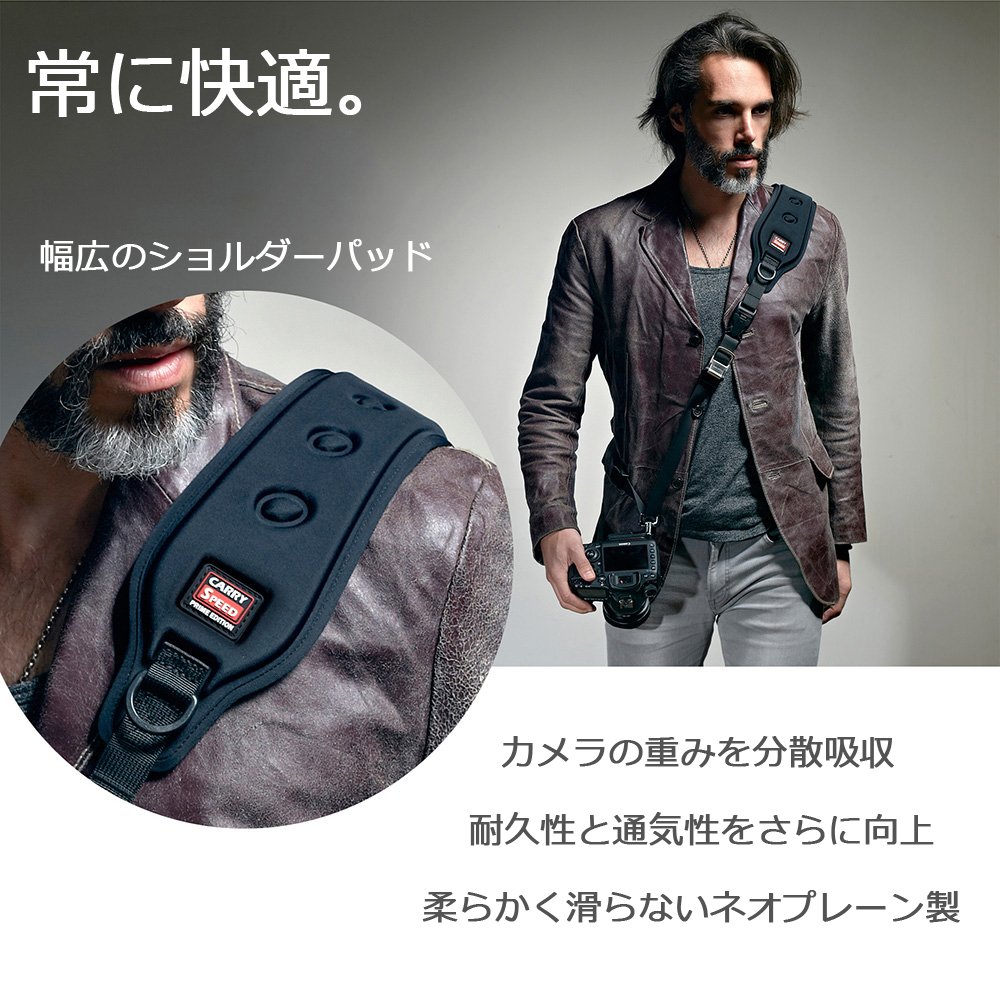 常に快適。
幅広のショルダーパッド
CARRY
SPEED
PRIME EDITION
カメラの重みを分散吸収
耐久性と通気性をさらに向上
柔らかく滑らないネオプレーン製